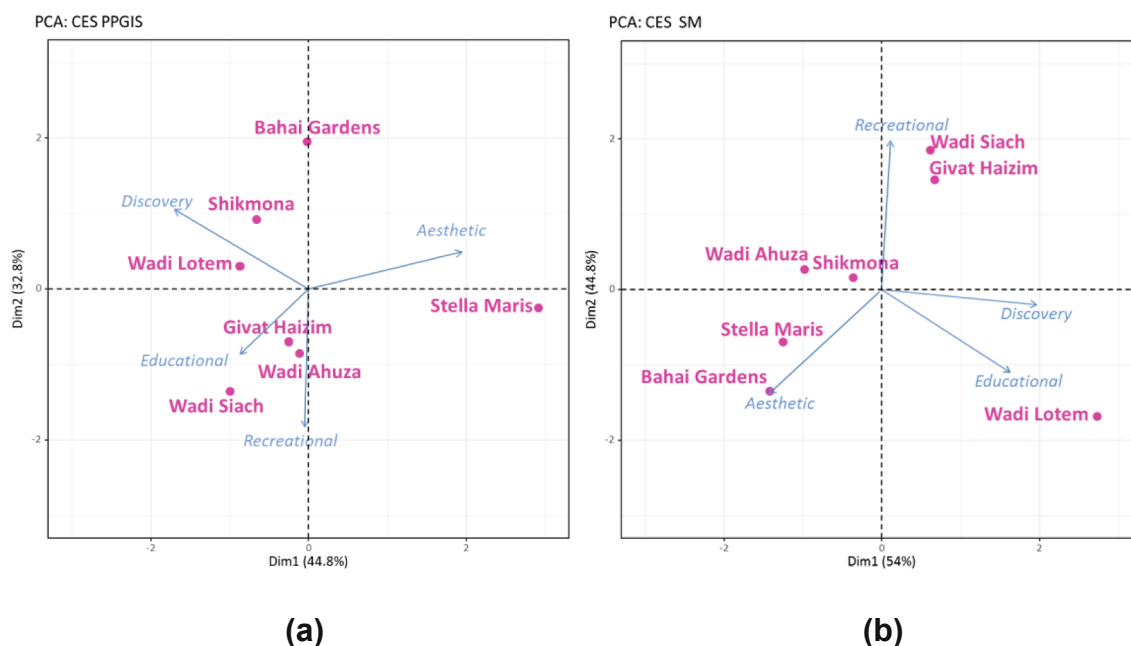 PCA: CES PPGIS
Bahai Gardens
Discovery
Shikmona
Aesthetic
Wadi Lotem
Stella Maris
Givat Haizim
Educational
Wadi Ahuza
Wadi Siach
Recreational
2
0
-2
Dim2 (32.8%)
-2
0
2
Dim1 (44.8%)
(a)
PCA: CES SM
Recreational
Wadi Siach
Givat Haizim
Wadi Ahuza
Shikmona
Discovery
Stella Maris
Educational
Bahai Gardens
Aesthetic
Wadi Lotem
2
0
-2
Dim2 (44.8%)
-2
0
2
Dim1 (54%)
(b)